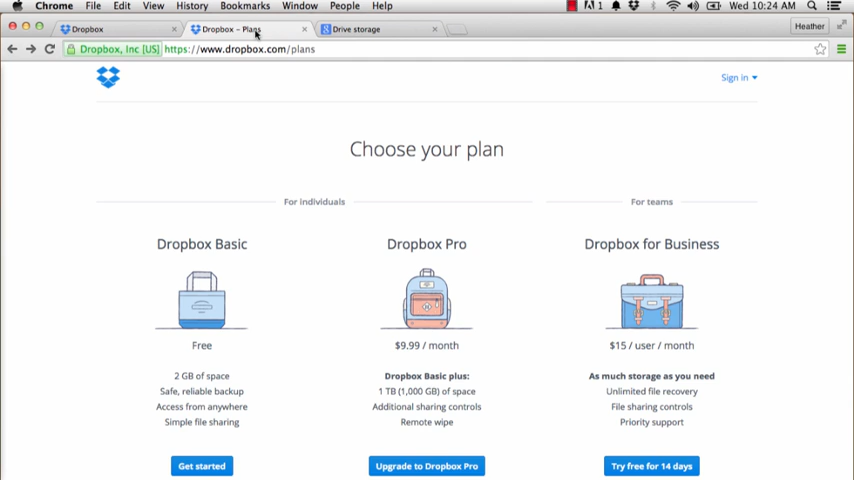 Chrome File Edit View History Bookmarks Window People Help 1 Wed 10:24 AM
Dropbox Dropbox - Plans Drive storage Heather
Dropbox, Inc [US] https://www.dropbox.com/plans
Sign in
Choose your plan
For individuals For teams
Dropbox Basic Dropbox Pro Dropbox for Business
Free $9.99 / month $15 / user / month
2 GB of space Dropbox Basic plus: As much storage as you need
Safe, reliable backup 1 TB (1,000 GB) of space Unlimited file recovery
Access from anywhere Additional sharing controls File sharing controls
Simple file sharing Remote wipe Priority support
Get started Upgrade to Dropbox Pro Try free for 14 days